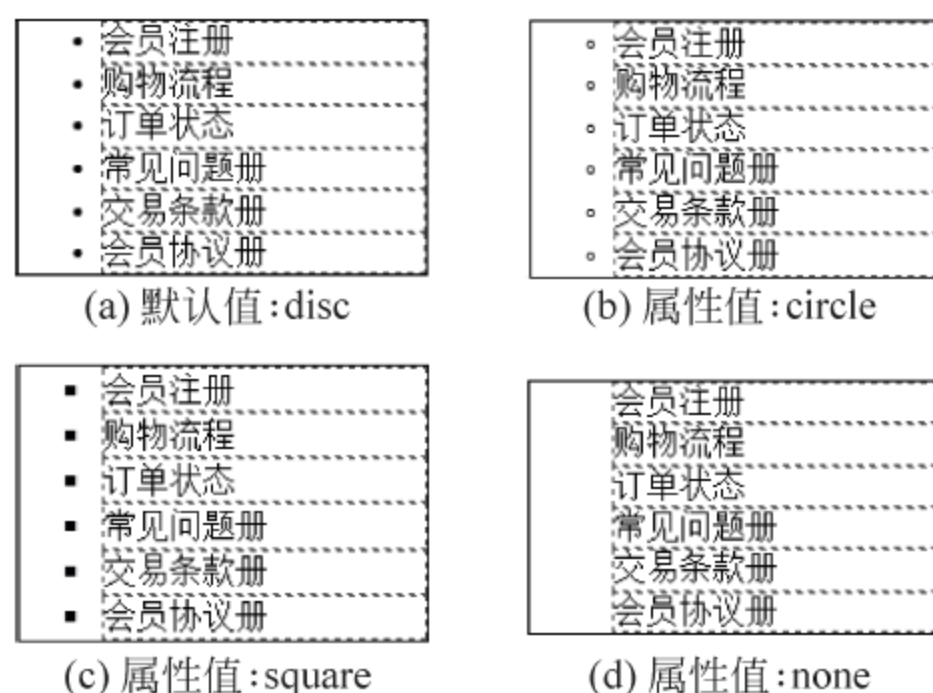 • 会员注册
• 购物流程
• 订单状态
• 常见问题册
• 交易条款册
• 会员协议册
(a) 默认值:disc
◦ 会员注册
◦ 购物流程
◦ 订单状态
◦ 常见问题册
◦ 交易条款册
◦ 会员协议册
(b) 属性值:circle
▪ 会员注册
▪ 购物流程
▪ 订单状态
▪ 常见问题册
▪ 交易条款册
▪ 会员协议册
(c) 属性值:square
会员注册
购物流程
订单状态
常见问题册
交易条款册
会员协议册
(d) 属性值:none